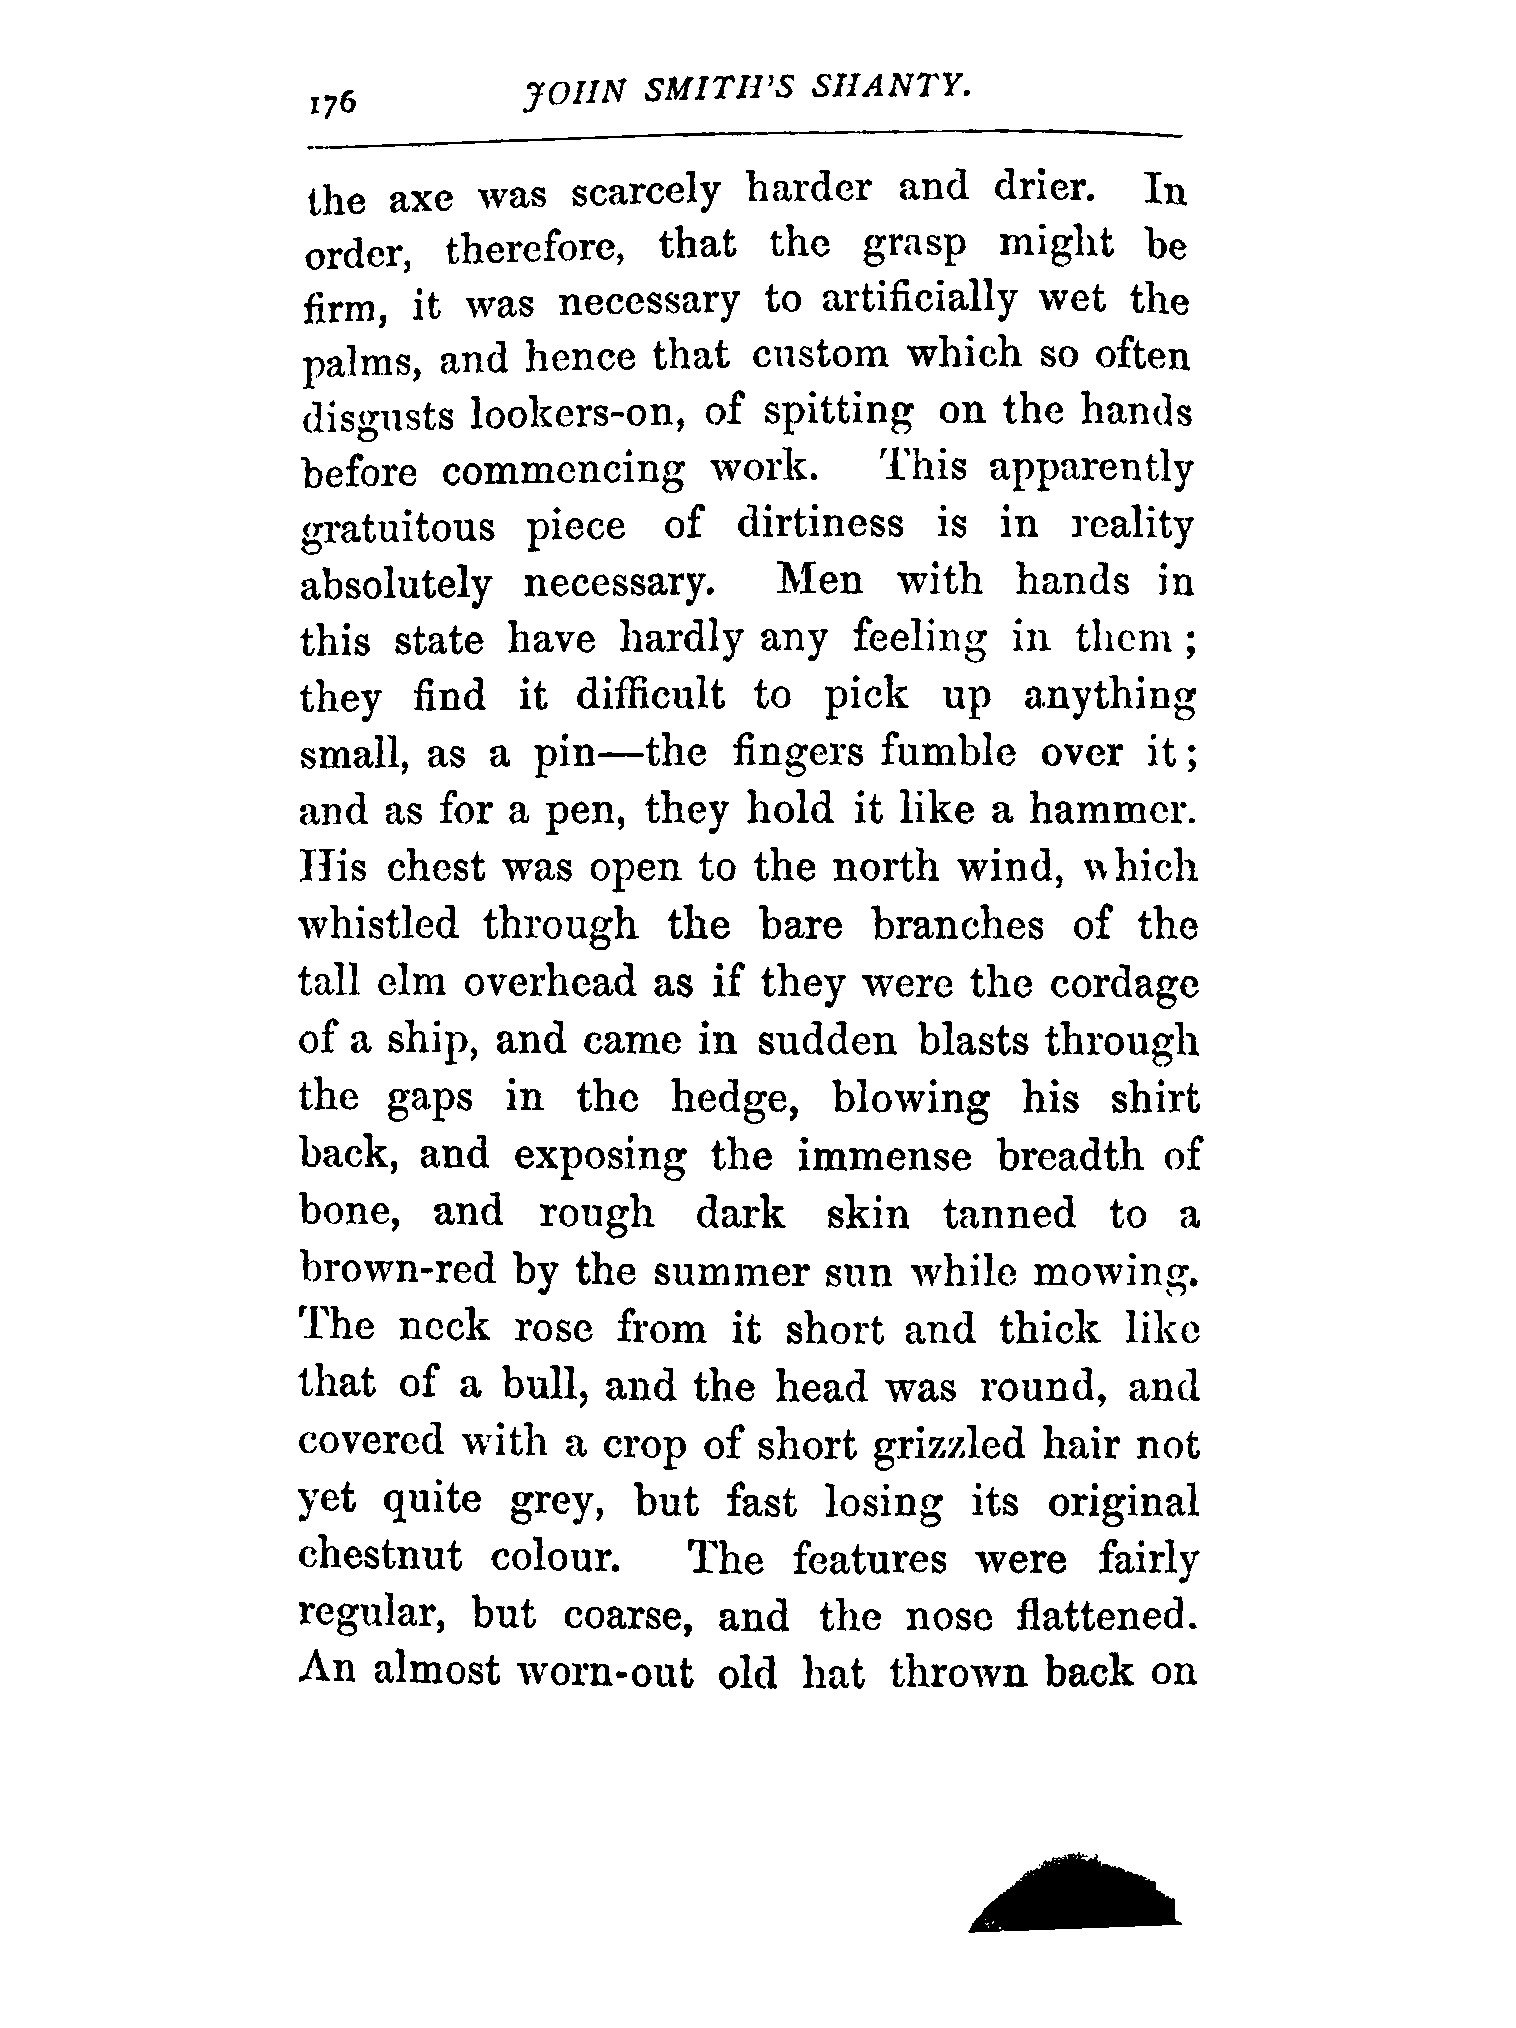 176 JOHN SMITH'S SHANTY.
the axe was scarcely harder and drier. In
order, therefore, that the grasp might be
firm, it was necessary to artificially wet the
palms, and hence that custom which so often
disgusts lookers-on, of spitting on the hands
before commencing work. This apparently
gratuitous piece of dirtiness is in reality
absolutely necessary. Men with hands in
this state have hardly any feeling in them ;
they find it difficult to pick up anything
small, as a pin—the fingers fumble over it ;
and as for a pen, they hold it like a hammer.
His chest was open to the north wind, which
whistled through the bare branches of the
tall elm overhead as if they were the cordage
of a ship, and came in sudden blasts through
the gaps in the hedge, blowing his shirt
back, and exposing the immense breadth of
bone, and rough dark skin tanned to a
brown-red by the summer sun while mowing.
The neck rose from it short and thick like
that of a bull, and the head was round, and
covered with a crop of short grizzled hair not
yet quite grey, but fast losing its original
chestnut colour. The features were fairly
regular, but coarse, and the nose flattened.
An almost worn-out old hat thrown back on